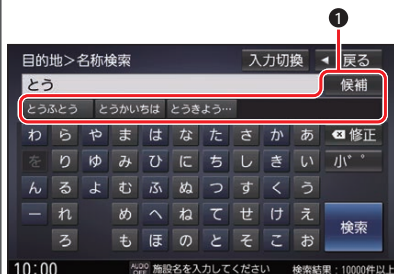 ❶
目的地>名称検索 入力切換 ◀ 戻る
とう 候補
とうふとう とうかいちは とうきよう…
わ ら や ま は な た さ か あ 修正
を り ゆ み ひ に ち し き い 小゛゜
ん る よ む ふ ぬ つ す く う
ー れ め へ ね て せ け え 検索
ろ も ほ の と そ こ お
10:00 AUDIO OFF 施設名を入力してください 検索結果:10000件以上